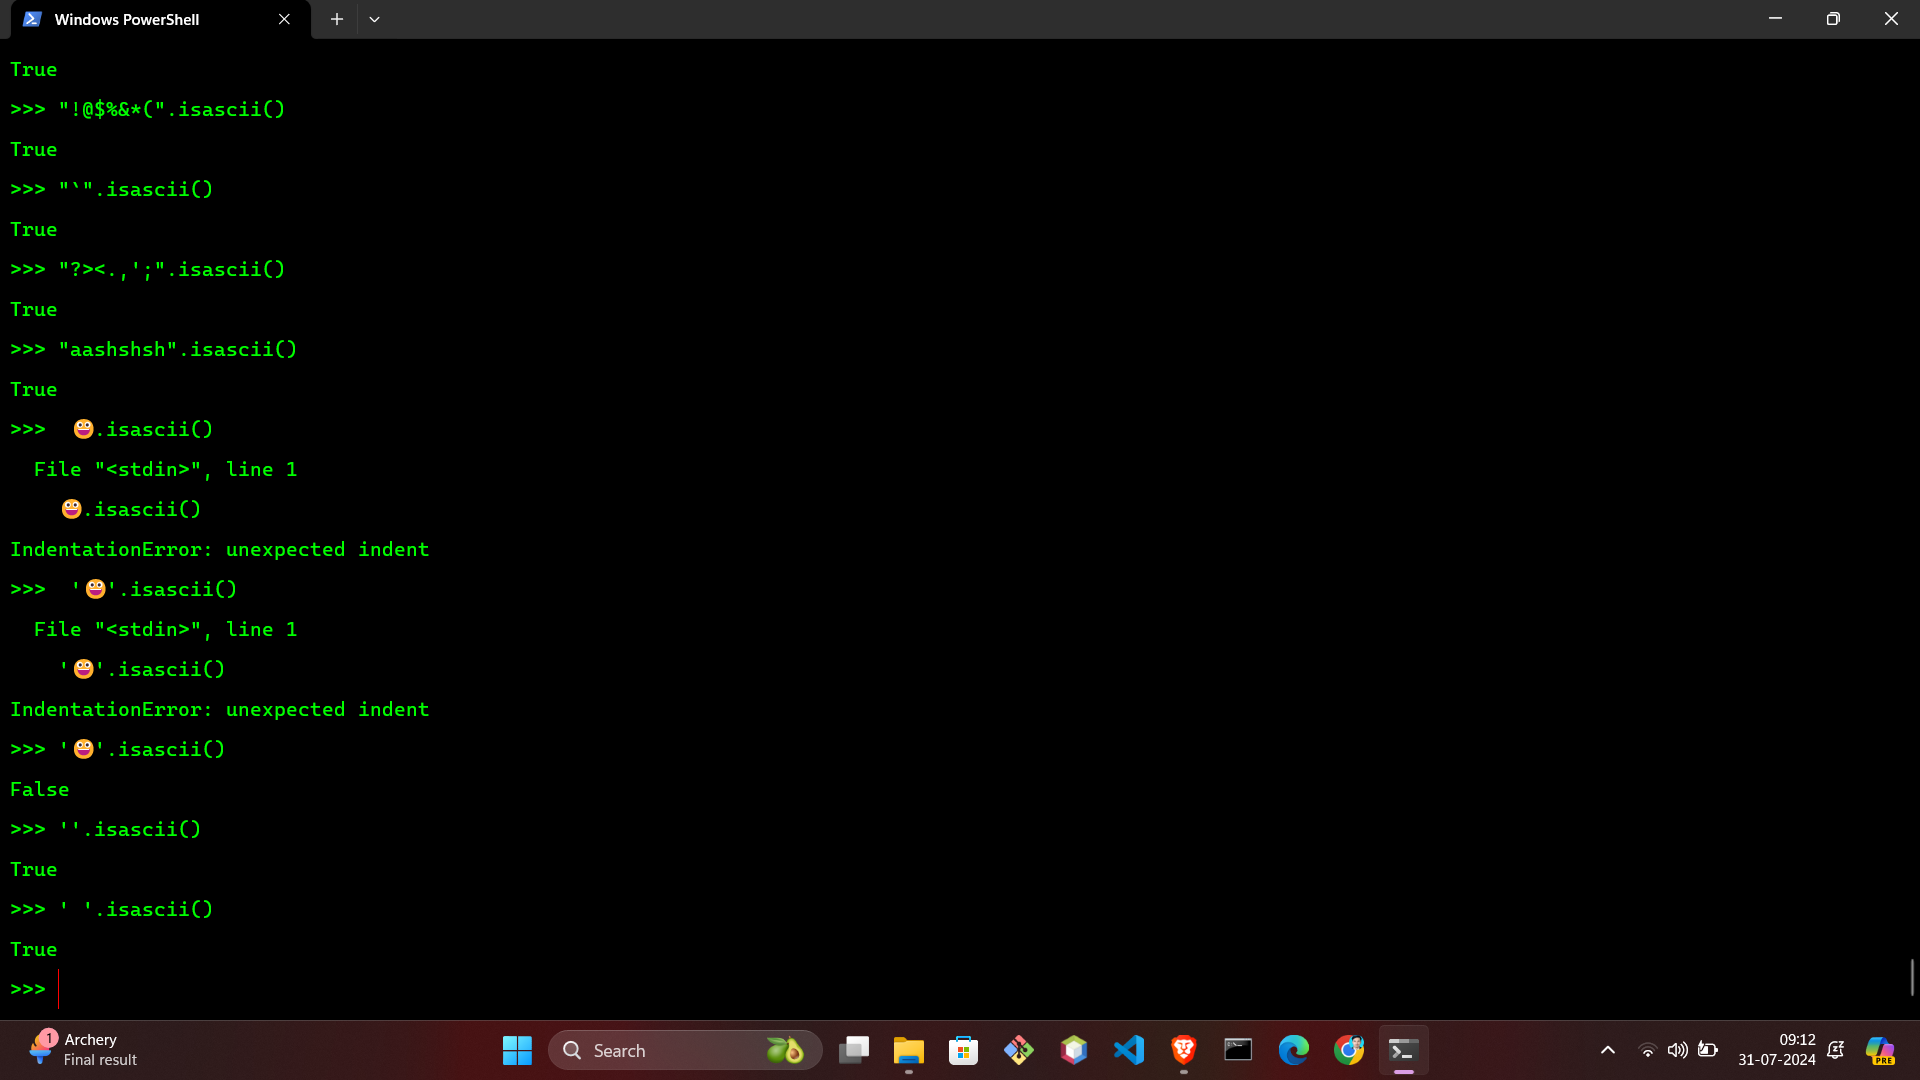 Windows PowerShell
True
>>> "!@$%&*(".isascii()
True
>>> "`".isascii()
True
>>> "?><.,';".isascii()
True
>>> "aashshsh".isascii()
True
>>>  😀.isascii()
  File "<stdin>", line 1
    😀.isascii()
IndentationError: unexpected indent
>>>  '😀'.isascii()
  File "<stdin>", line 1
    '😀'.isascii()
IndentationError: unexpected indent
>>> '😀'.isascii()
False
>>> ''.isascii()
True
>>> ' '.isascii()
True
>>>
1
Archery
Final result
Search
09:12
31-07-2024
PRE